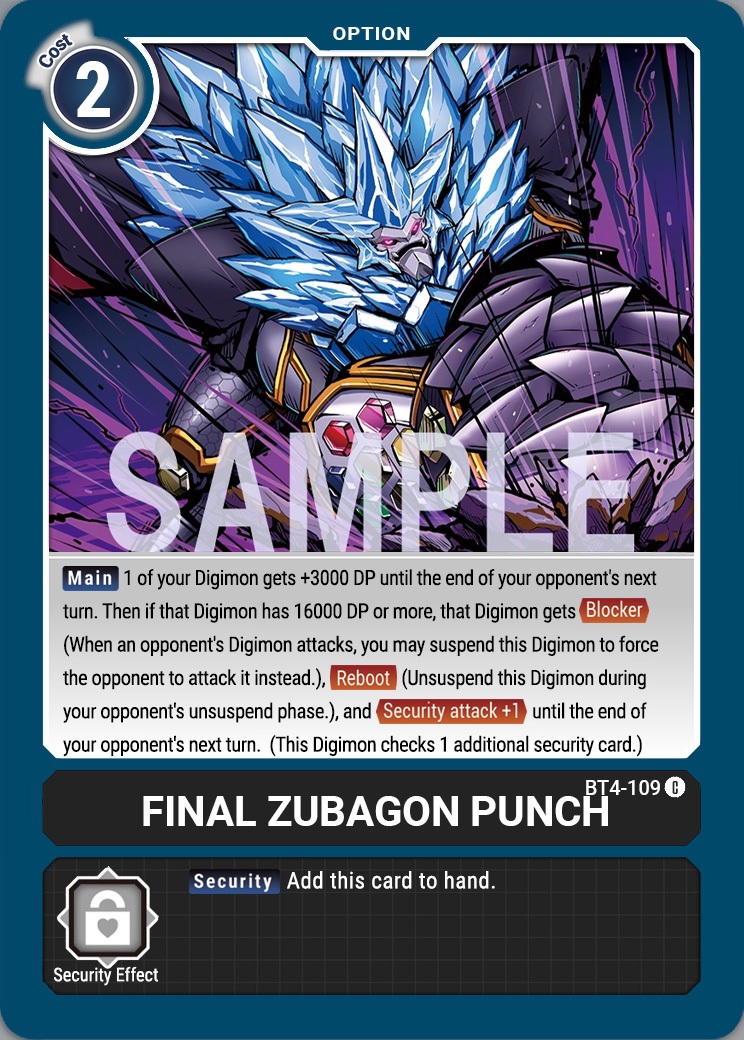 OPTION
Cost
2
SAMPLE
Main 1 of your Digimon gets +3000 DP until the end of your opponent's next
turn. Then if that Digimon has 16000 DP or more, that Digimon gets Blocker
(When an opponent's Digimon attacks, you may suspend this Digimon to force
the opponent to attack it instead.), Reboot (Unsuspend this Digimon during
your opponent's unsuspend phase.), and Security attack +1 until the end of
your opponent's next turn. (This Digimon checks 1 additional security card.)
BT4-109 C
FINAL ZUBAGON PUNCH
Security Add this card to hand.
Security Effect